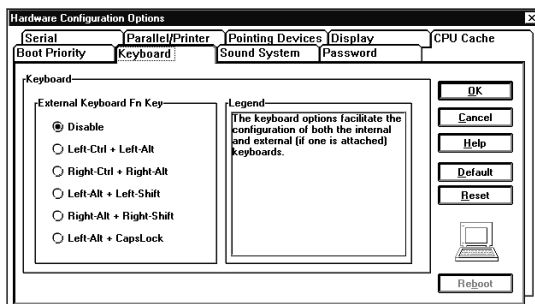 Hardware Configuration Options
Serial
Parallel/Printer
Pointing Devices
Display
CPU Cache
Boot Priority
Keyboard
Sound System
Password
Keyboard
External Keyboard Fn Key
Disable
Left-Ctrl + Left-Alt
Right-Ctrl + Right-Alt
Left-Alt + Left-Shift
Right-Alt + Right-Shift
Left-Alt + CapsLock
Legend
The keyboard options facilitate the
configuration of both the internal
and external (if one is attached)
keyboards.
OK
Cancel
Help
Default
Reset
Reboot